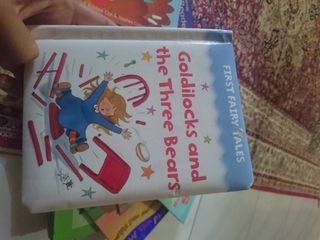 FIRST FAIRY TALES
Goldilocks and
the Three Bears